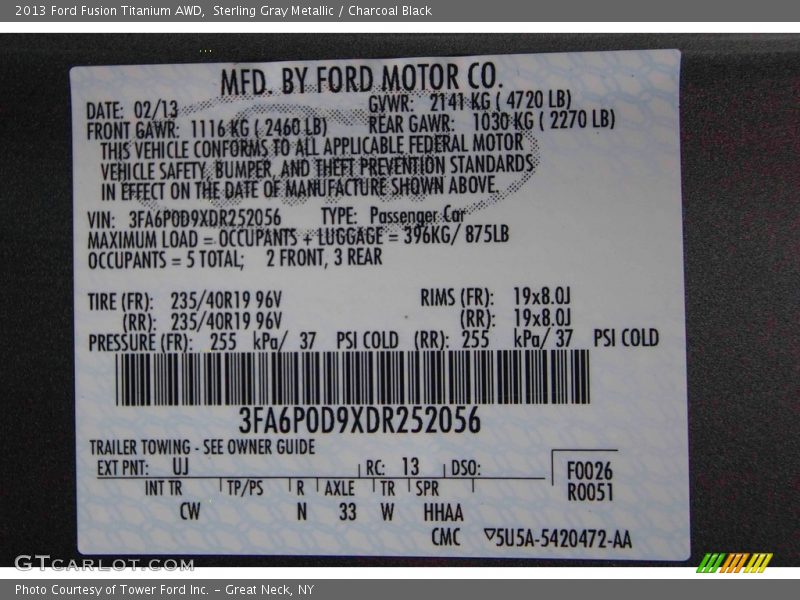 2013 Ford Fusion Titanium AWD,  Sterling Gray Metallic / Charcoal Black
MFD. BY FORD MOTOR CO.
DATE: 02/13 GVWR: 2141 KG ( 4720 LB)
FRONT GAWR: 1116 KG ( 2460 LB) REAR GAWR: 1030 KG ( 2270 LB)
THIS VEHICLE CONFORMS TO ALL APPLICABLE FEDERAL MOTOR
VEHICLE SAFETY, BUMPER, AND THEFT PREVENTION STANDARDS
IN EFFECT ON THE DATE OF MANUFACTURE SHOWN ABOVE.
VIN: 3FA6P0D9XDR252056 TYPE: Passenger Car
MAXIMUM LOAD = OCCUPANTS + LUGGAGE = 396KG/ 875LB
OCCUPANTS = 5 TOTAL; 2 FRONT, 3 REAR
TIRE (FR): 235/40R19 96V RIMS (FR): 19x8.0J
(RR): 235/40R19 96V (RR): 19x8.0J
PRESSURE (FR): 255 kPa/ 37 PSI COLD (RR): 255 kPa/ 37 PSI COLD
3FA6P0D9XDR252056
TRAILER TOWING - SEE OWNER GUIDE
EXT PNT: UJ RC: 13 DSO: F0026
INT TR TP/PS R AXLE TR SPR R0051
CW N 33 W HHAA
CMC ▽5U5A-5420472-AA
GTCARLOT.COM
Photo Courtesy of Tower Ford Inc. – Great Neck, NY